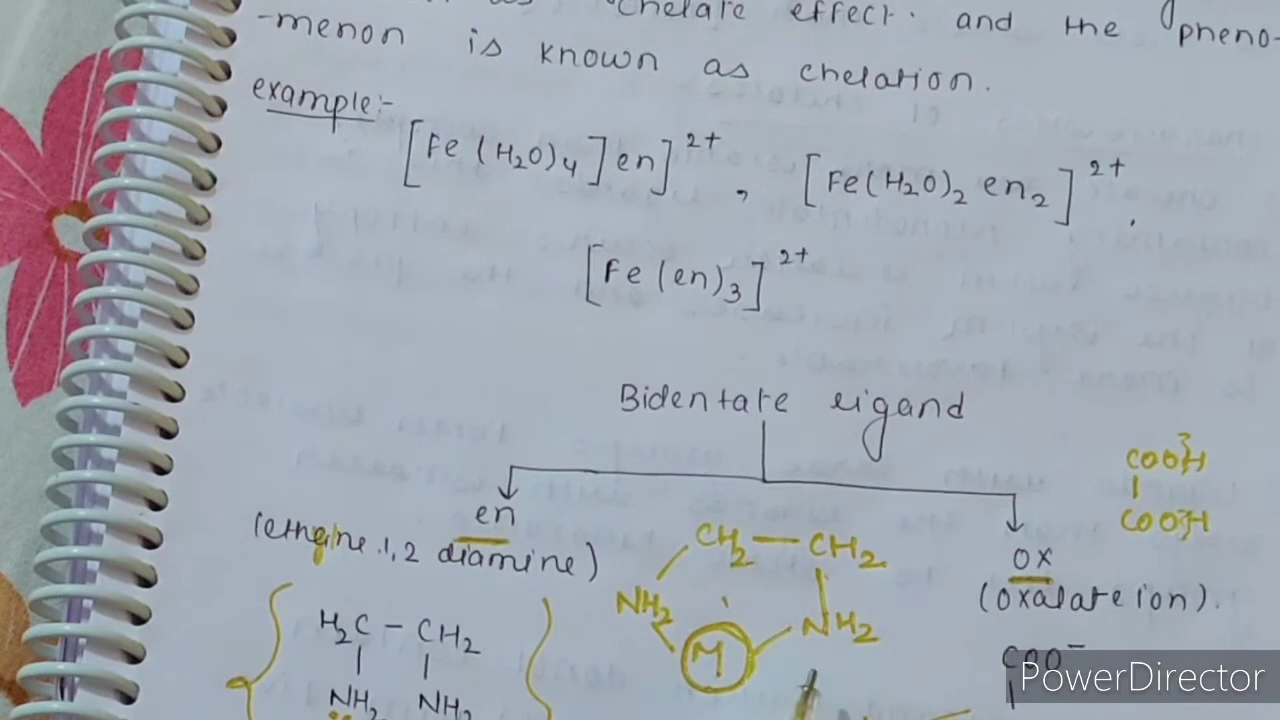 chelate effect. and the pheno-
-menon is known as chelation.
example:-
[Fe (H₂O)₄] en]²⁺, [Fe(H₂O)₂ en₂]²⁺,
[Fe(en)₃]²⁺
Bidentate ligand
en
(ethane 1,2 diamine)
H₂C - CH₂
NH₂ NH₂
CH₂ — CH₂
NH₂ NH₂
M
COOH
COOH
ox
(oxalate ion).
COO⁻
PowerDirector